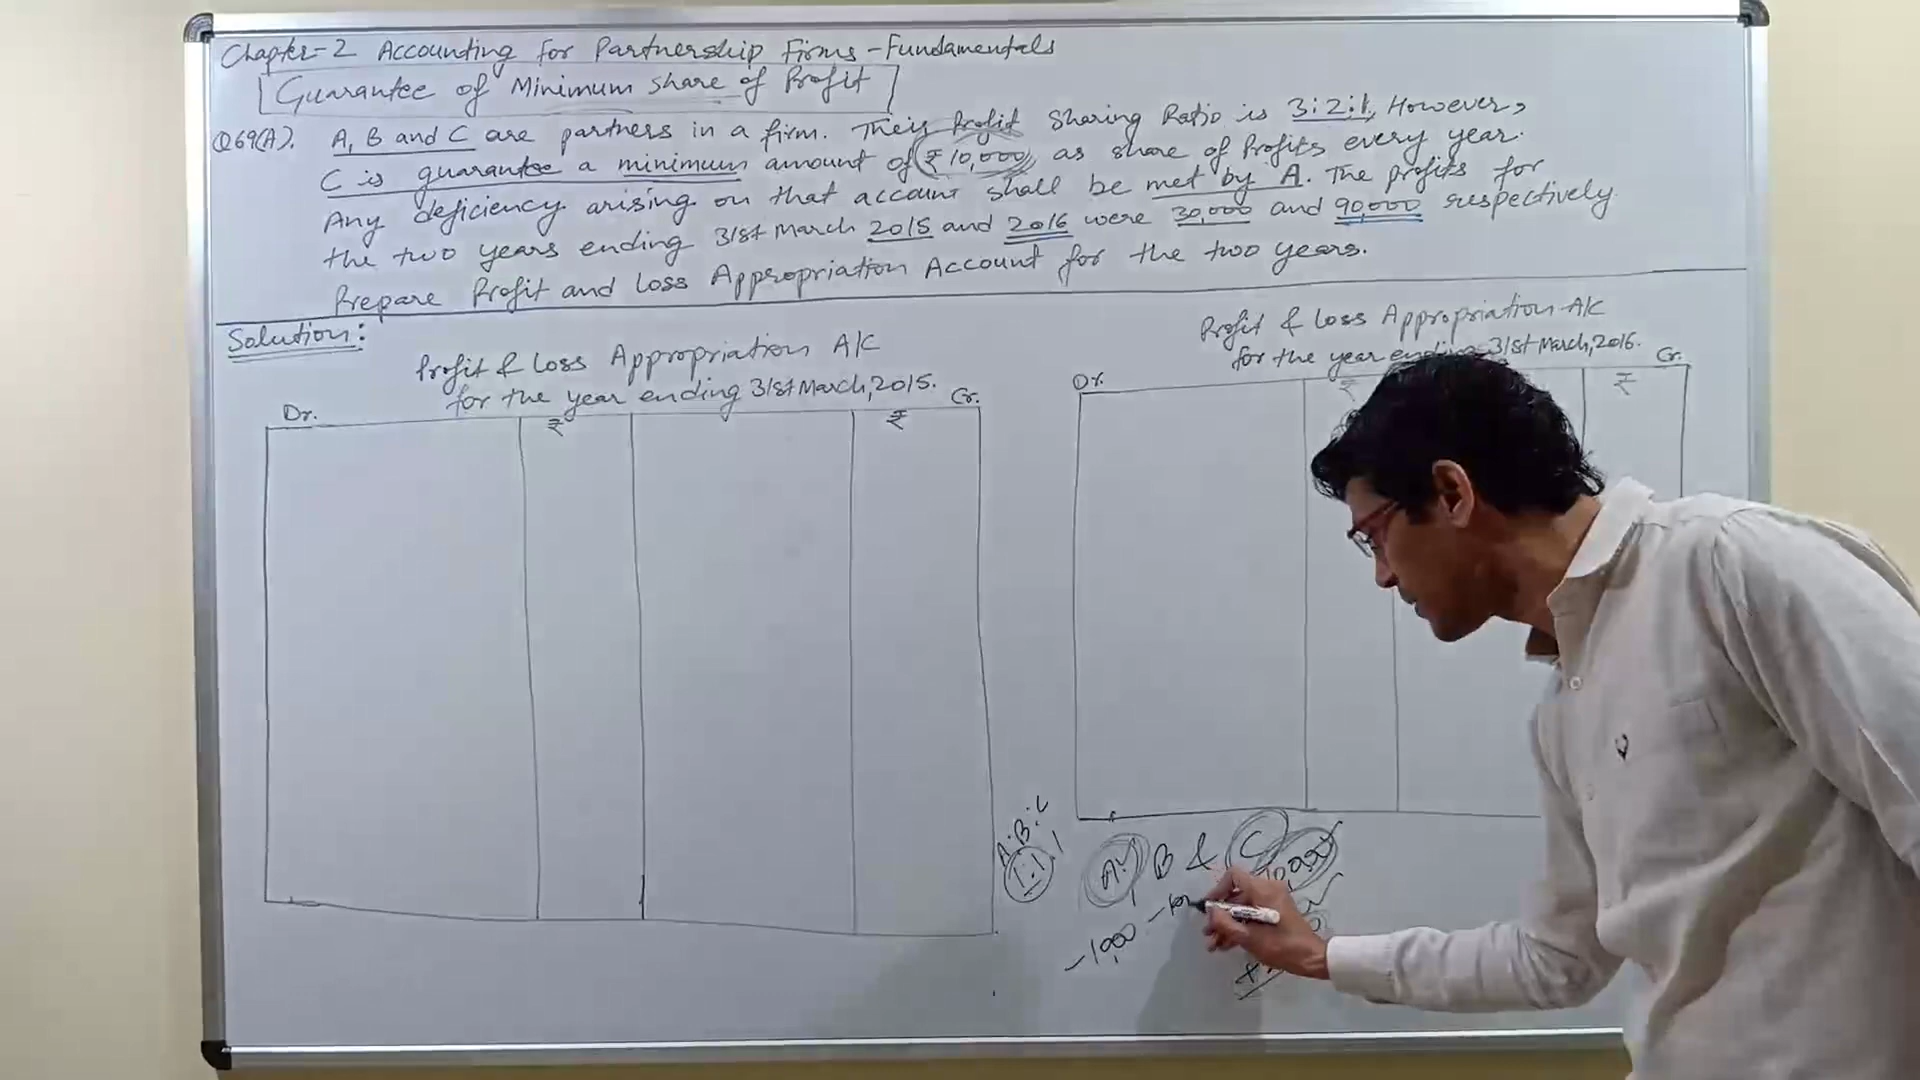 Chapter-2 Accounting for Partnership Firms-Fundamentals
Guarantee of Minimum Share of Profit
Q69(A). A, B and C are partners in a firm. Their Profit Sharing Ratio is 3:2:1, However,
C is guarantee a minimum amount of ₹10,000 as share of Profits every year.
Any deficiency arising on that account shall be met by A. The profits for
the two years ending 31st March 2015 and 2016 were 30,000 and 90,000 respectively
Prepare Profit and Loss Appropriation Account for the two years.
Solution:
Profit & Loss Appropriation A/C
for the year ending 31st March, 2015.
Dr. Cr.
₹ ₹
Profit & Loss Appropriation A/C
for the year ending 31st March, 2016.
Dr. Cr.
₹ ₹
A:B:C
1:1
A B & C 10,000
-1,000